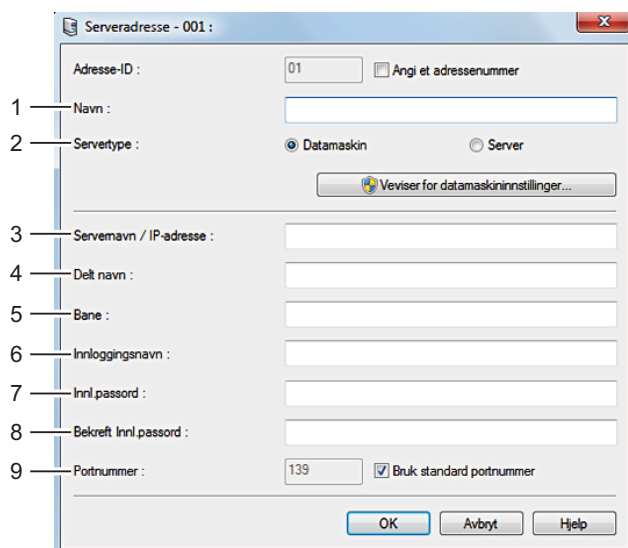 Serveradresse - 001 :
Adresse-ID : 01 Angi et adressenummer
1 Navn :
2 Servertype : Datamaskin Server
Veviser for datamaskininnstillinger...
3 Servernavn / IP-adresse :
4 Delt navn :
5 Bane :
6 Innloggingsnavn :
7 Innl.passord :
8 Bekreft Innl.passord :
9 Portnummer : 139 Bruk standard portnummer
OK Avbryt Hjelp